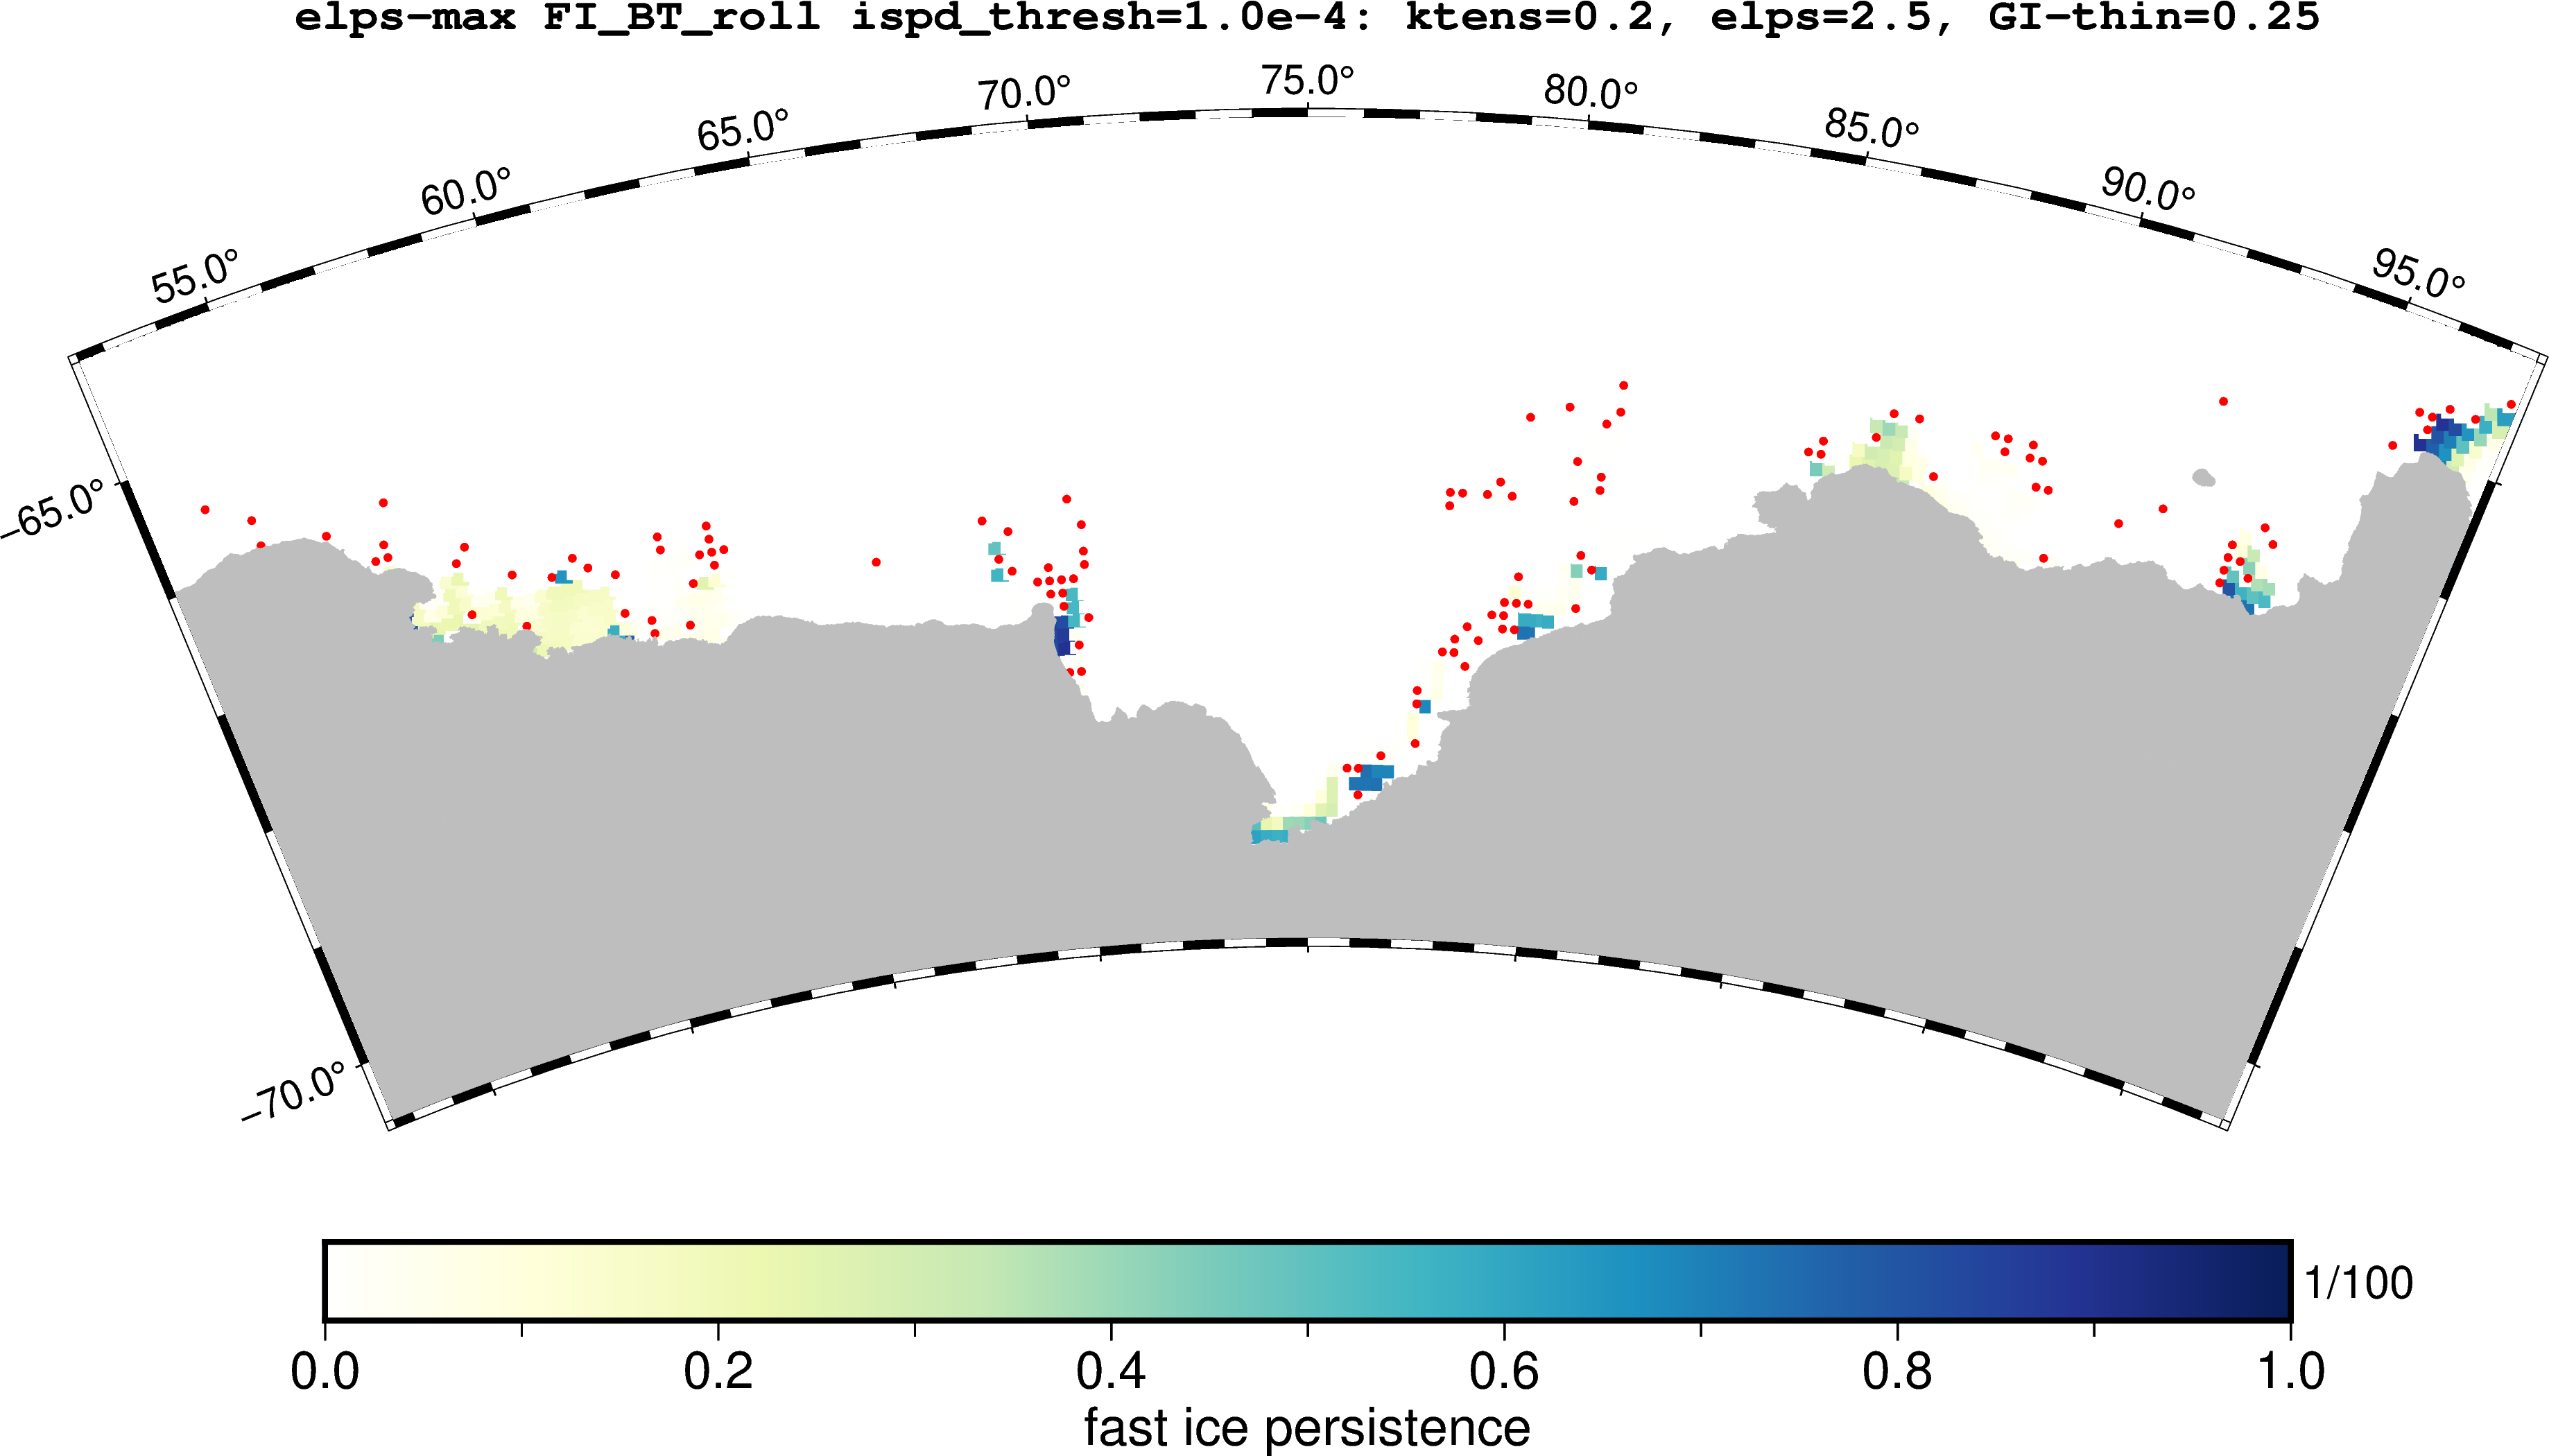 elps-max FI_BT_roll ispd_thresh=1.0e-4: ktens=0.2, elps=2.5, GI-thin=0.25
55.0° 60.0° 65.0° 70.0° 75.0° 80.0° 85.0° 90.0° 95.0°
-65.0°
-70.0°
1/100
0.0 0.2 0.4 0.6 0.8 1.0
fast ice persistence